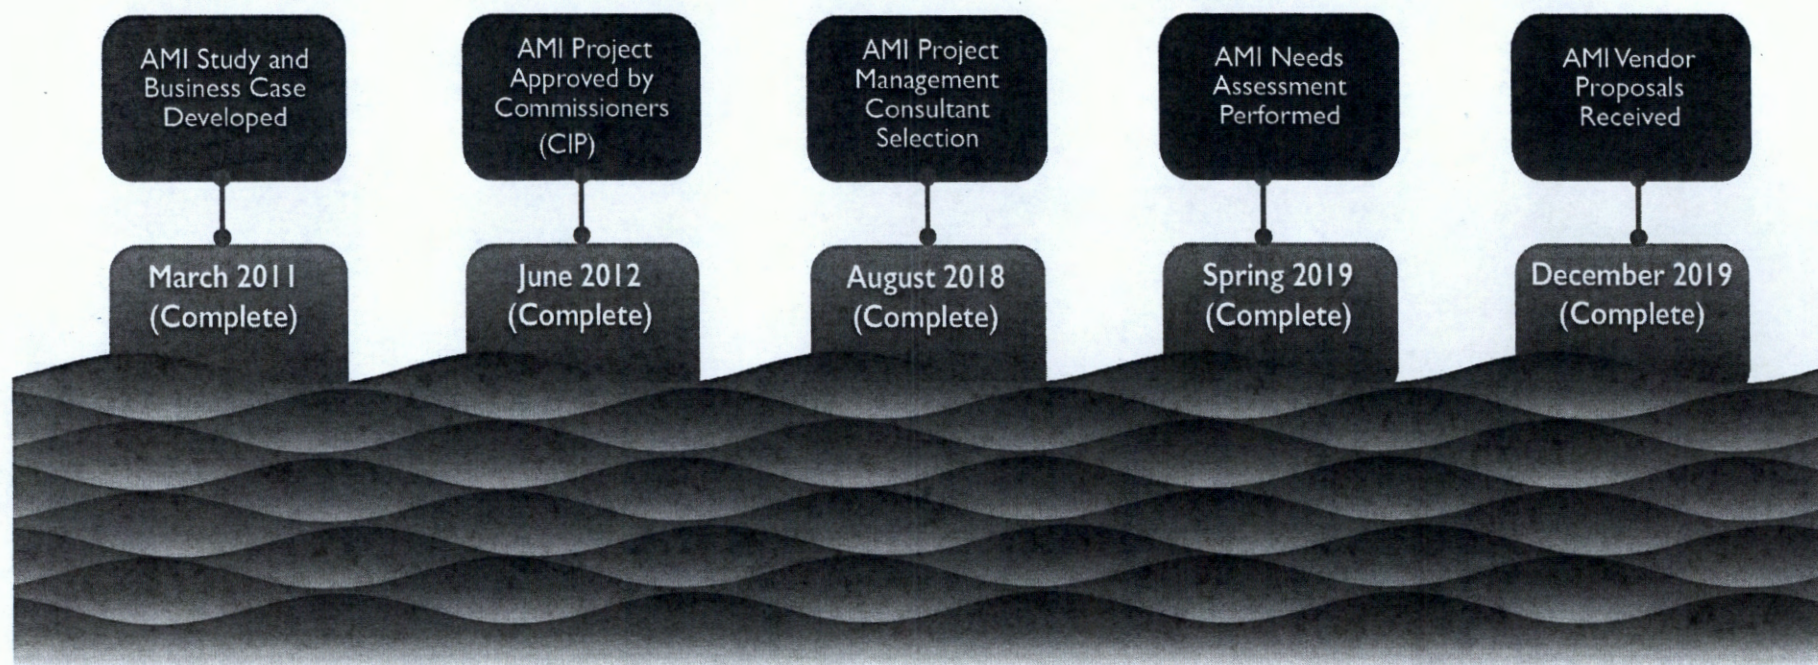 AMI Study and
Business Case
Developed
March 2011
(Complete)
AMI Project
Approved by
Commissioners
(CIP)
June 2012
(Complete)
AMI Project
Management
Consultant
Selection
August 2018
(Complete)
AMI Needs
Assessment
Performed
Spring 2019
(Complete)
AMI Vendor
Proposals
Received
December 2019
(Complete)